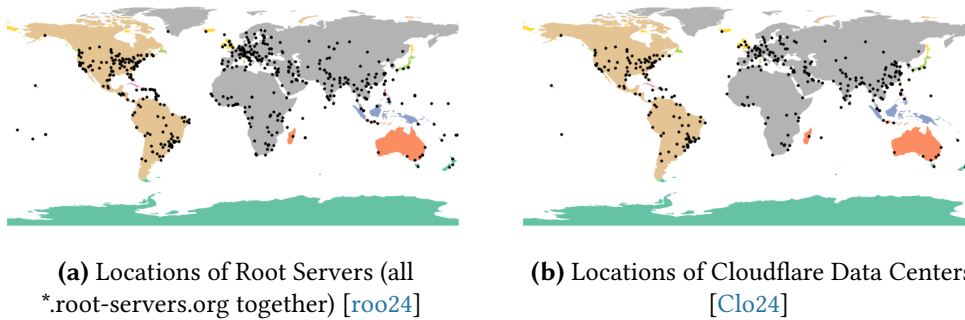 (a) Locations of Root Servers (all
*.root-servers.org together) [roo24]
(b) Locations of Cloudflare Data Centers
[Clo24]